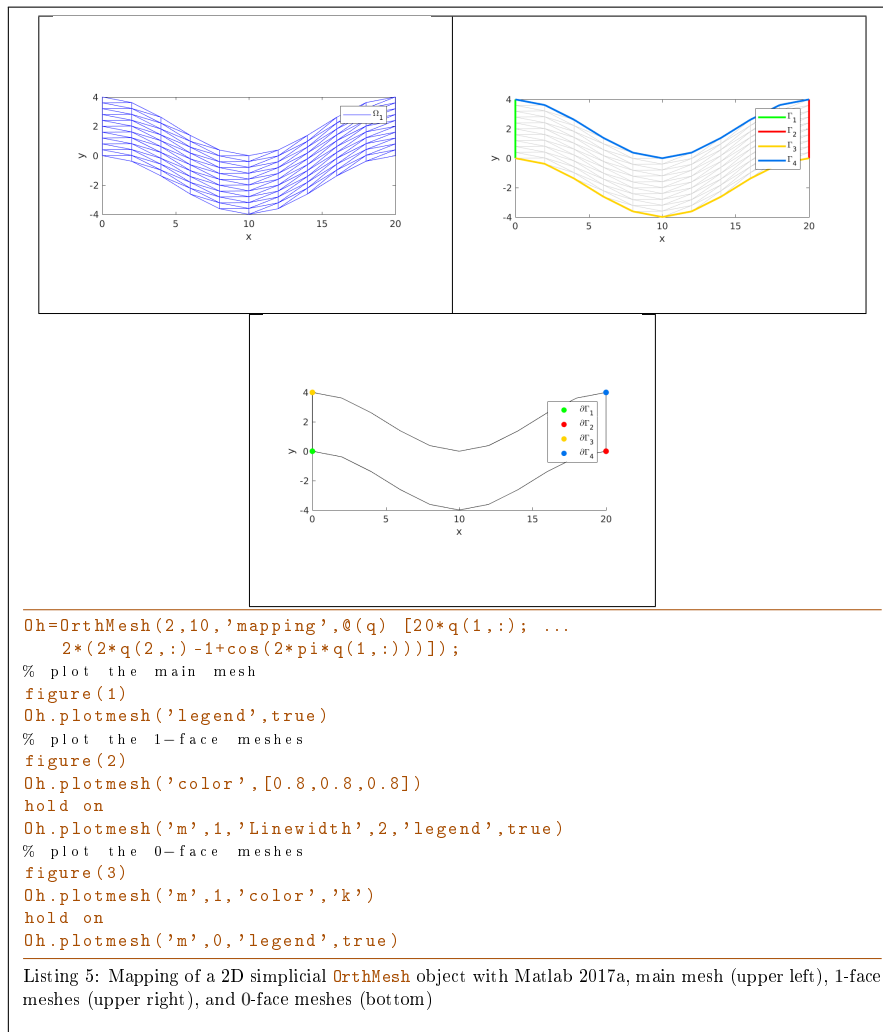 4
2
0
-2
-4
y
0
5
10
15
20
x
Ω1
4
2
0
-2
-4
y
0
5
10
15
20
x
Γ1
Γ2
Γ3
Γ4
4
2
0
-2
-4
y
0
5
10
15
20
x
∂Γ1
∂Γ2
∂Γ3
∂Γ4
Oh=OrthMesh(2,10,'mapping',@(q) [20*q(1,:); ...
2*(2*q(2,:)-1+cos(2*pi*q(1,:)))]);
% plot the main mesh
figure(1)
Oh.plotmesh('legend',true)
% plot the 1-face meshes
figure(2)
Oh.plotmesh('color',[0.8,0.8,0.8])
hold on
Oh.plotmesh('m',1,'Linewidth',2,'legend',true)
% plot the 0-face meshes
figure(3)
Oh.plotmesh('m',1,'color','k')
hold on
Oh.plotmesh('m',0,'legend',true)
Listing 5: Mapping of a 2D simplicial OrthMesh object with Matlab 2017a, main mesh (upper left), 1-face
meshes (upper right), and 0-face meshes (bottom)